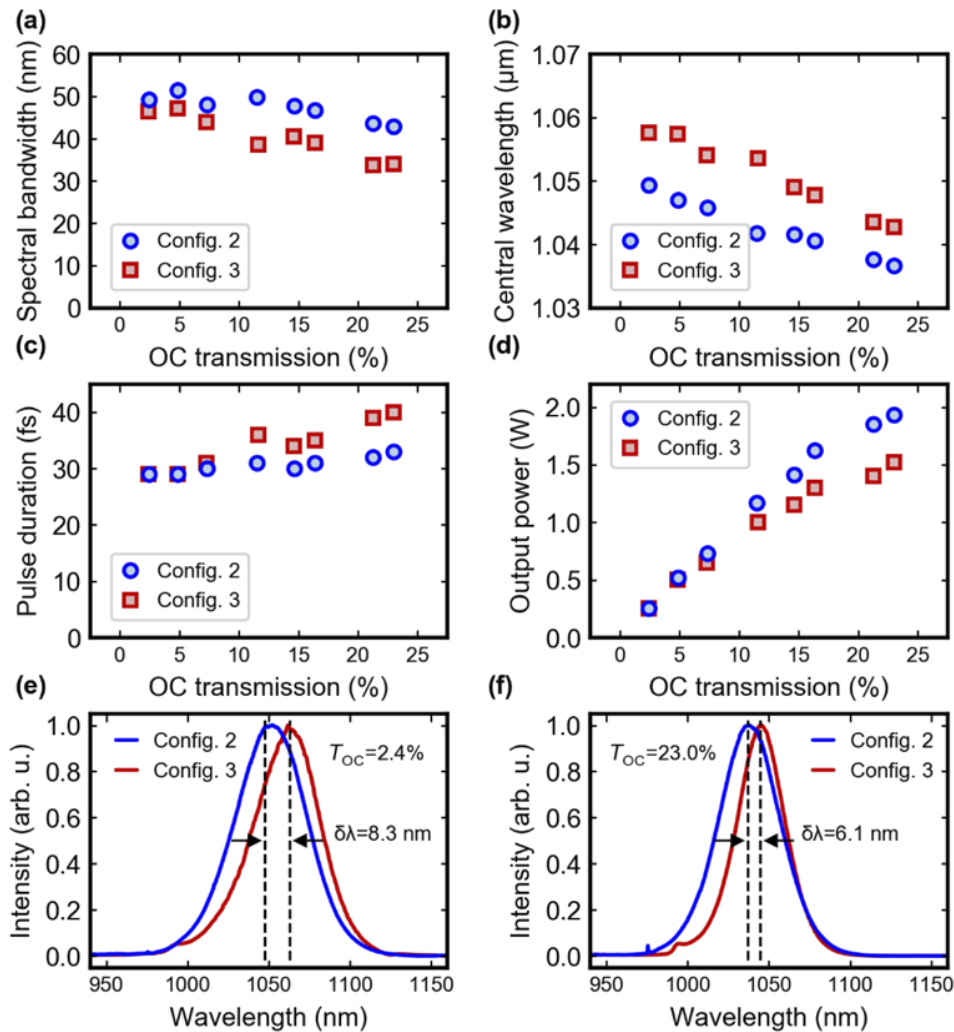 (a)
Spectral bandwidth (nm)
60
50
40
30
20
10
0
Config. 2
Config. 3
0 5 10 15 20 25
OC transmission (%)
(b)
Central wavelength (μm)
1.07
1.06
1.05
1.04
1.03
Config. 2
Config. 3
0 5 10 15 20 25
OC transmission (%)
(c)
Pulse duration (fs)
40
30
20
10
0
Config. 2
Config. 3
0 5 10 15 20 25
OC transmission (%)
(d)
Output power (W)
2.0
1.5
1.0
0.5
0.0
Config. 2
Config. 3
0 5 10 15 20 25
OC transmission (%)
(e)
Intensity (arb. u.)
1.0
0.8
0.6
0.4
0.2
0.0
Config. 2
Config. 3
TOC=2.4%
δλ=8.3 nm
950 1000 1050 1100 1150
Wavelength (nm)
(f)
Intensity (arb. u.)
1.0
0.8
0.6
0.4
0.2
0.0
TOC=23.0%
Config. 2
Config. 3
δλ=6.1 nm
950 1000 1050 1100 1150
Wavelength (nm)